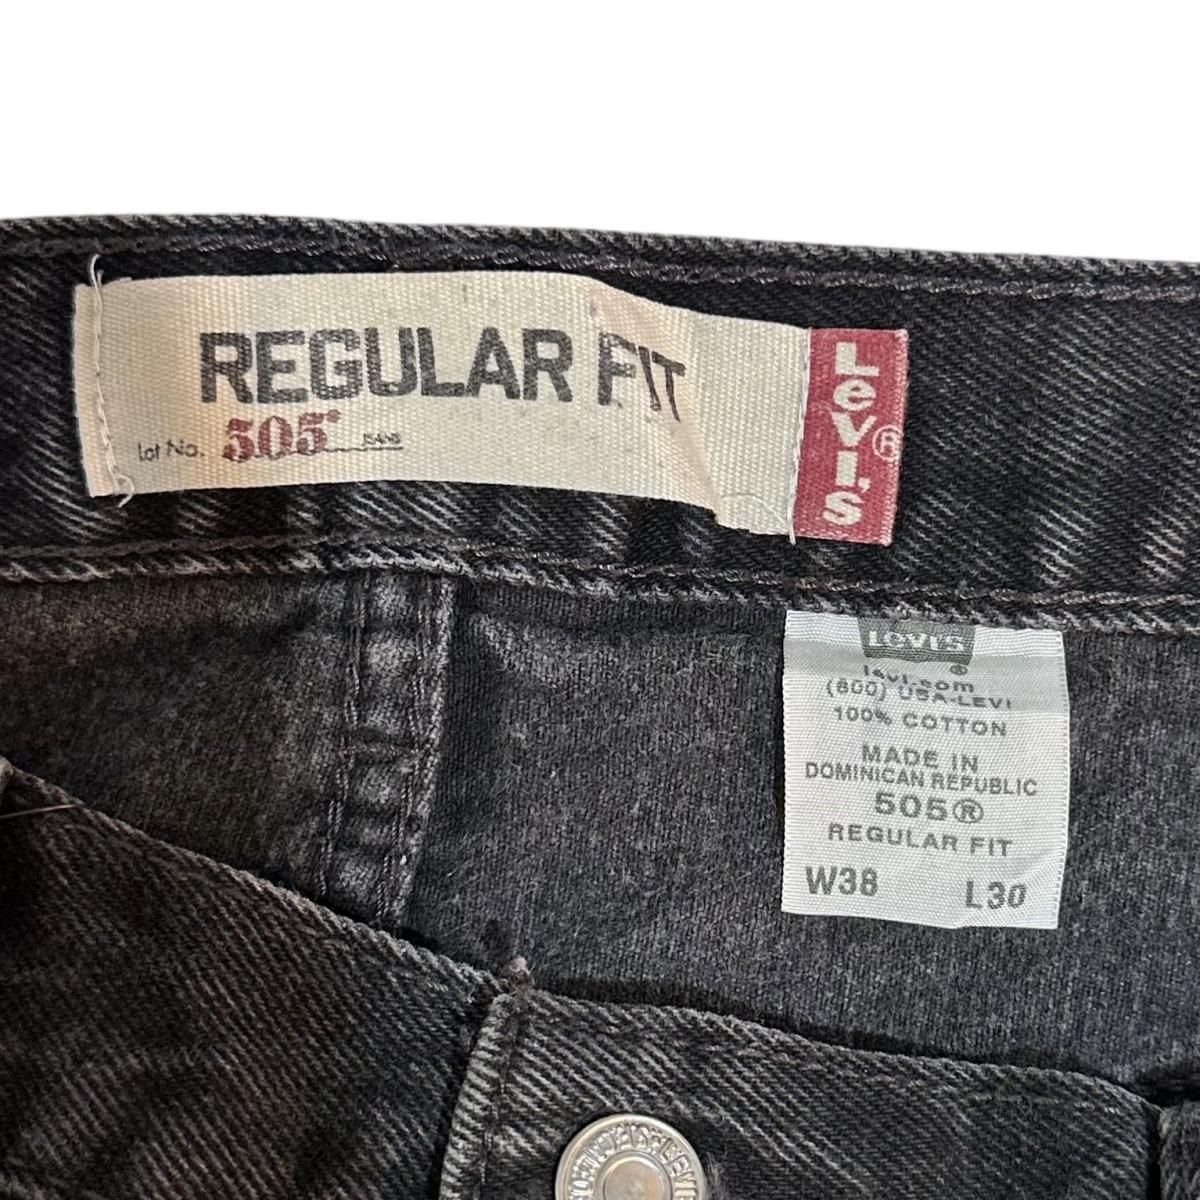 REGULAR FIT
Lot No. 505® JEANS
LEVI'S®
LEVI'S
®
levi.com
(800) USA-LEVI
100% COTTON
MADE IN
DOMINICAN REPUBLIC
505®
REGULAR FIT
W38 L30